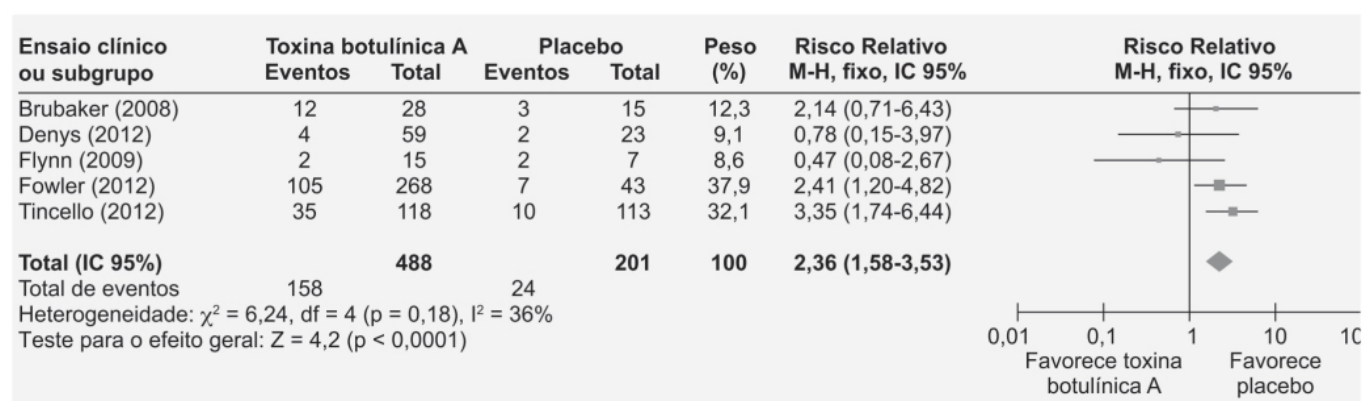 Ensaio clínico Toxina botulínica A Placebo Peso Risco Relativo Risco Relativo
ou subgrupo Eventos Total Eventos Total (%) M-H, fixo, IC 95% M-H, fixo, IC 95%
Brubaker (2008) 12 28 3 15 12,3 2,14 (0,71-6,43)
Denys (2012) 4 59 2 23 9,1 0,78 (0,15-3,97)
Flynn (2009) 2 15 2 7 8,6 0,47 (0,08-2,67)
Fowler (2012) 105 268 7 43 37,9 2,41 (1,20-4,82)
Tincello (2012) 35 118 10 113 32,1 3,35 (1,74-6,44)
Total (IC 95%) 488 201 100 2,36 (1,58-3,53)
Total de eventos 158 24
Heterogeneidade: χ² = 6,24, df = 4 (p = 0,18), I² = 36%
Teste para o efeito geral: Z = 4,2 (p < 0,0001)
0,01 0,1 1 10
Favorece toxina Favorece
botulínica A placebo